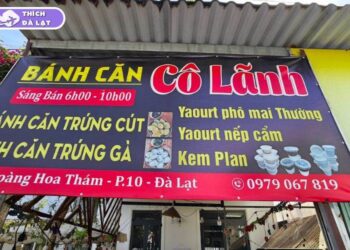 THÍCH
ĐÀ LẠT
BÁNH CĂN Cô Lãnh
Sáng Bán 6h00 - 10h00
ÁNH CĂN TRỨNG CÚT
Yaourt phô mai Thường
Yaourt nếp cẩm
H CĂN TRỨNG GÀ
Kem Plan
oàng Hoa Thám - P.10 - Đà Lạt
0979 067 819